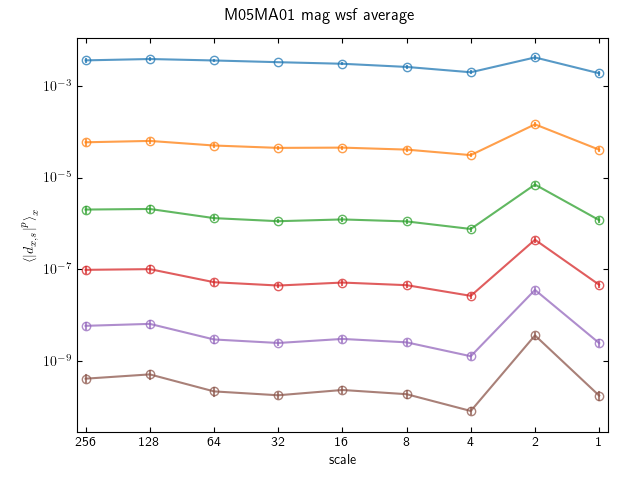 M05MA01 mag wsf average
10⁻³
10⁻⁵
10⁻⁷
10⁻⁹
⟨|d_{x,s}|^p⟩_x
256 128 64 32 16 8 4 2 1
scale